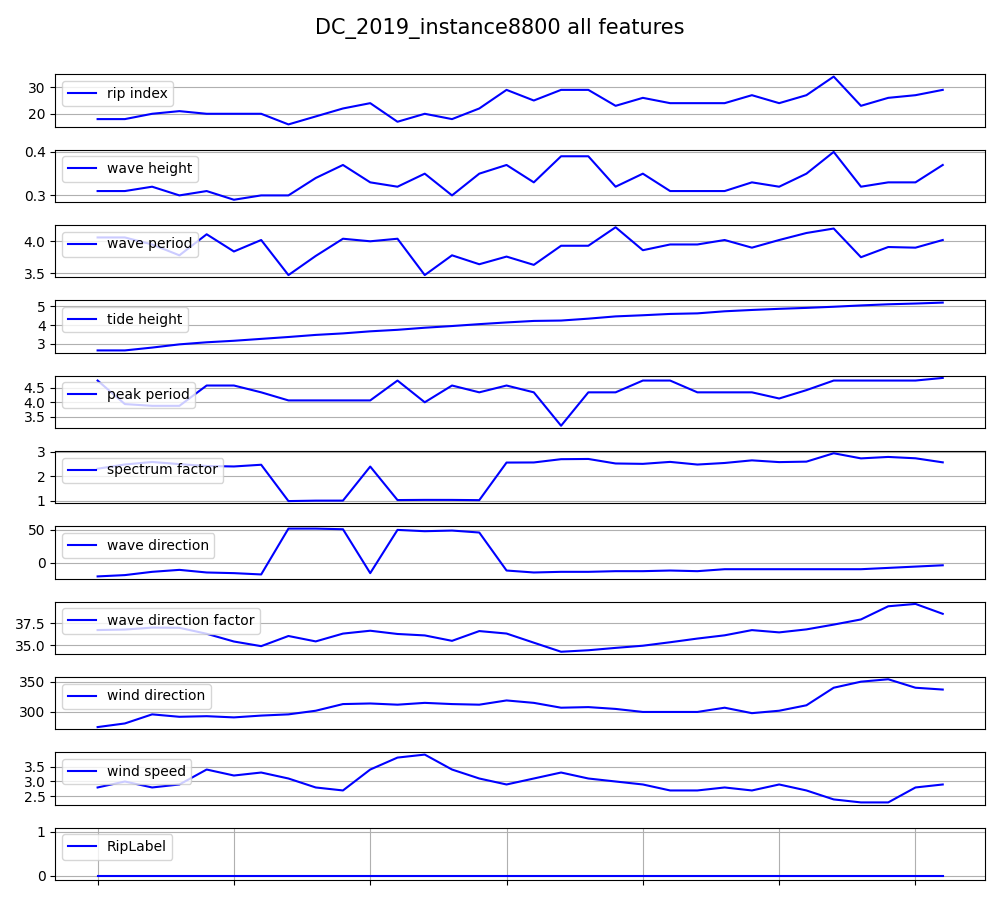 DC_2019_instance8800 all features
30
20
rip index
0.4
0.3
wave height
4.0
3.5
wave period
5
4
3
tide height
4.5
4.0
3.5
peak period
3
2
1
spectrum factor
50
0
wave direction
37.5
35.0
wave direction factor
350
300
wind direction
3.5
3.0
2.5
wind speed
1
0
RipLabel